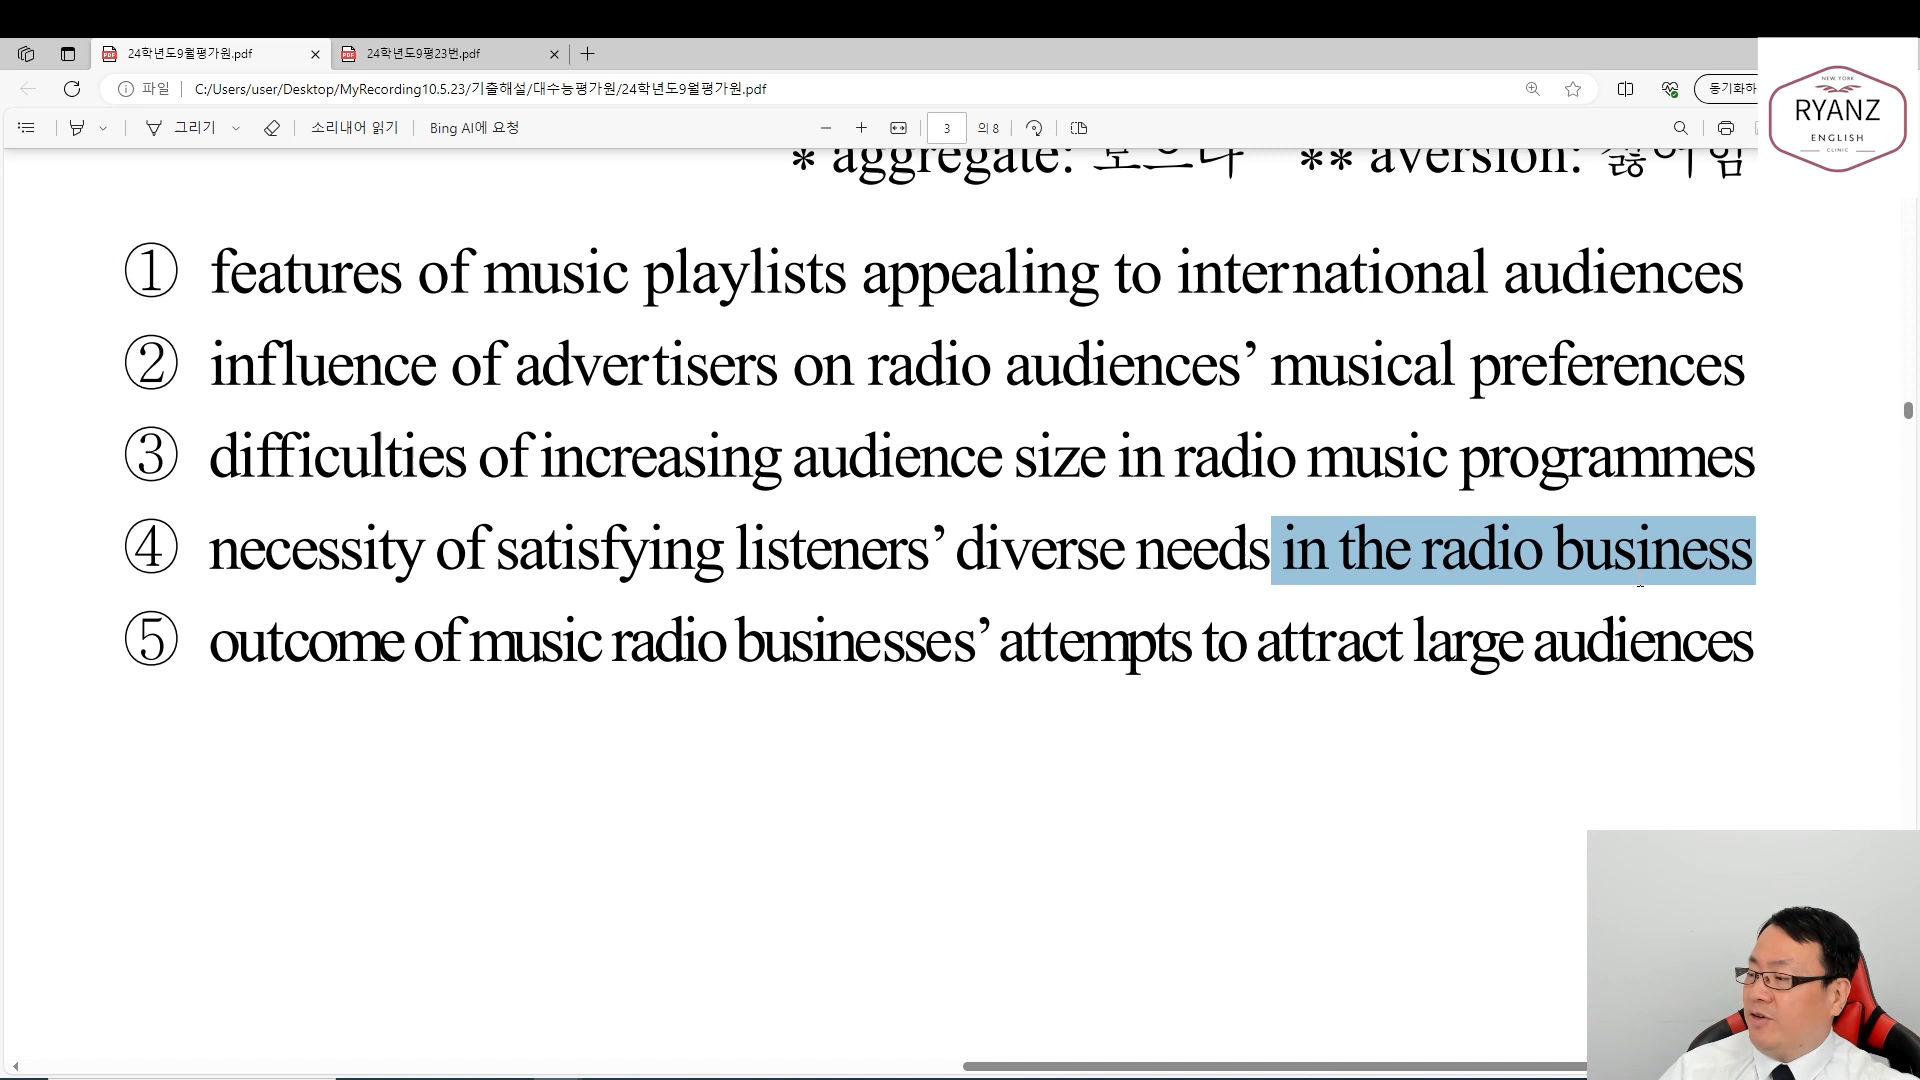 24학년도9월평가원.pdf
24학년도9평23번.pdf
파일
C:/Users/user/Desktop/MyRecording10.5.23/기출해설/대수능평가원/24학년도9월평가원.pdf
동기화하
그리기
소리내어 읽기
Bing AI에 요청
3
의 8
NEW YORK
RYANZ
ENGLISH
CLINIC
* aggregate: 모으다 ** aversion: 싫어함
① features of music playlists appealing to international audiences
② influence of advertisers on radio audiences’ musical preferences
③ difficulties of increasing audience size in radio music programmes
④ necessity of satisfying listeners’ diverse needs in the radio business
⑤ outcome of music radio businesses’ attempts to attract large audiences